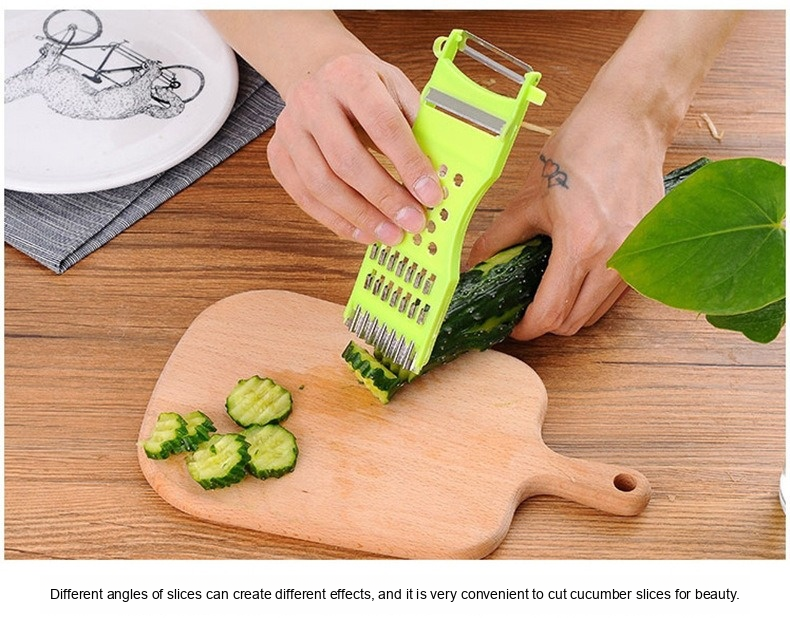 Different angles of slices can create different effects, and it is very convenient to cut cucumber slices for beauty.